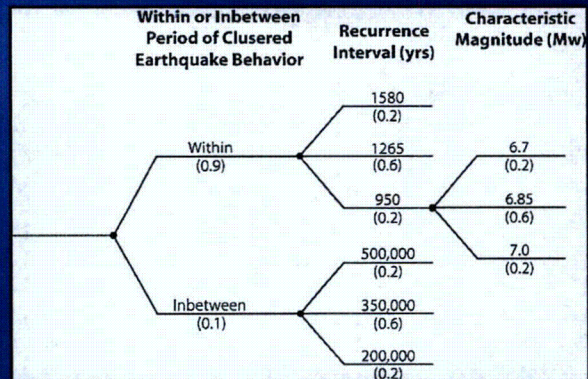 Within or Inbetween
Period of Clusered
Earthquake Behavior
Recurrence
Interval (yrs)
Characteristic
Magnitude (Mw)
1580
(0.2)
Within
(0.9)
1265
(0.6)
6.7
(0.2)
950
(0.2)
6.85
(0.6)
7.0
(0.2)
500,000
(0.2)
Inbetween
(0.1)
350,000
(0.6)
200,000
(0.2)